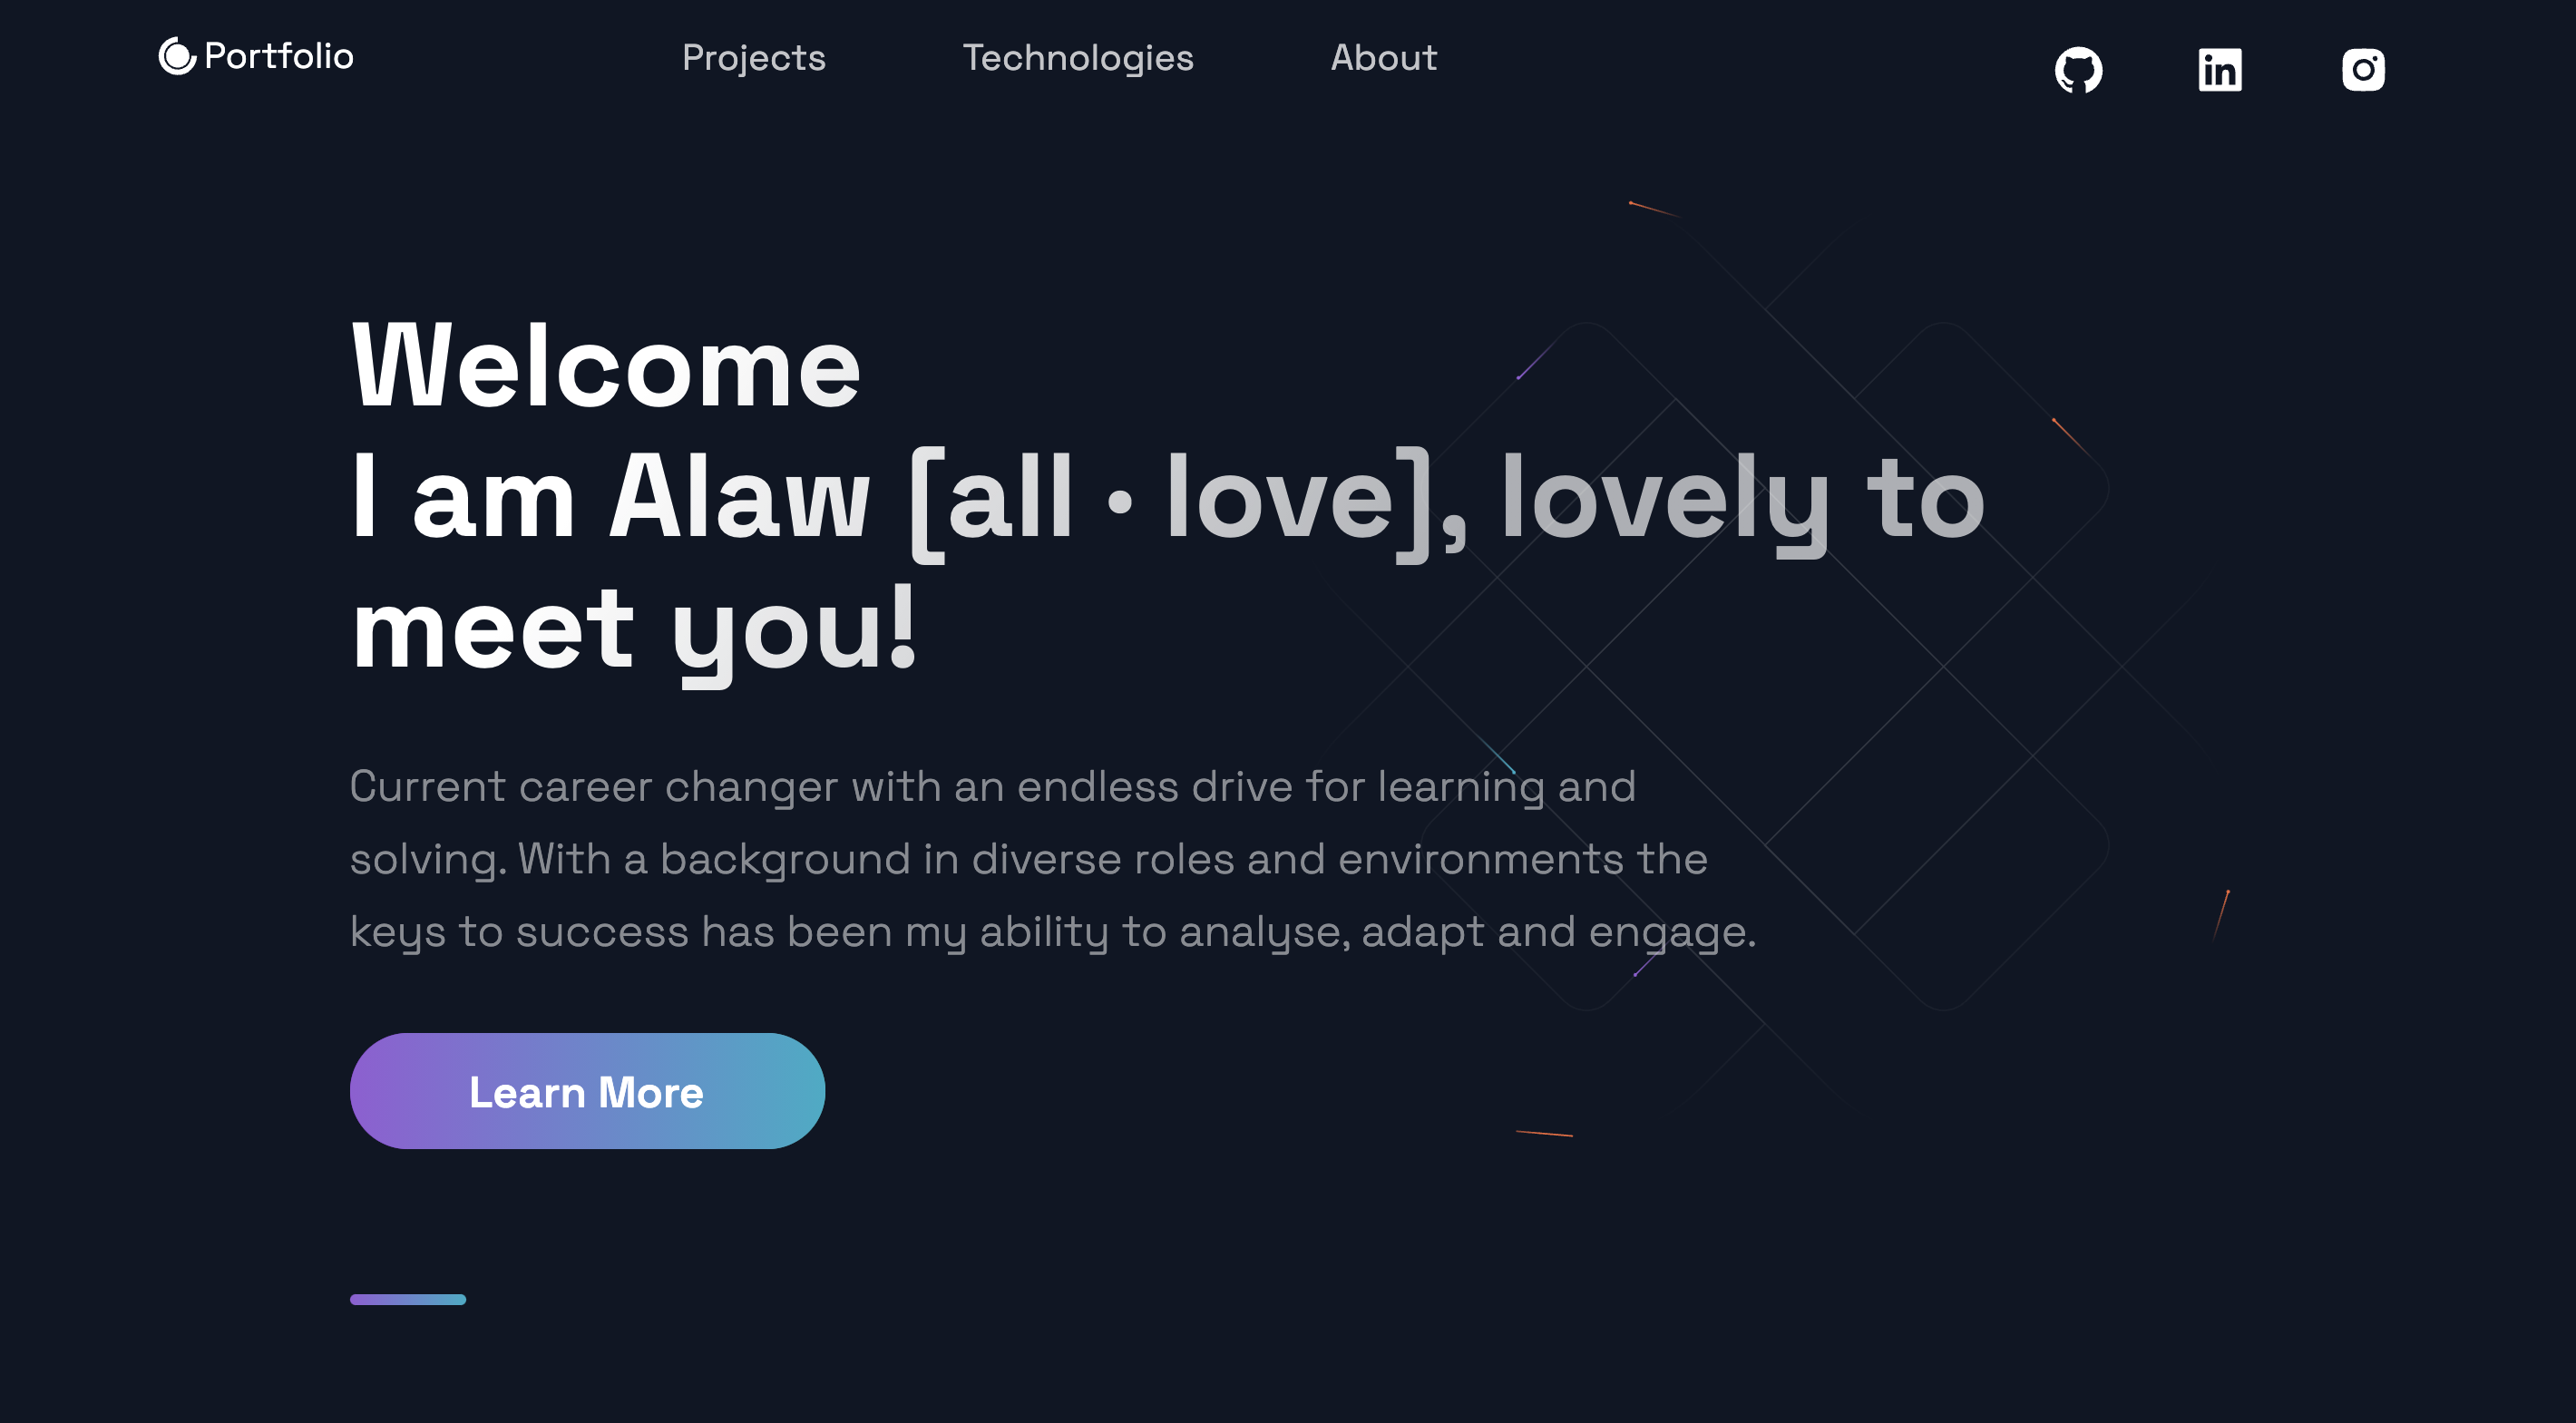 Portfolio
Projects
Technologies
About
in
Welcome
I am Alaw [all · love], lovely to
meet you!
Current career changer with an endless drive for learning and
solving. With a background in diverse roles and environments the
keys to success has been my ability to analyse, adapt and engage.
Learn More